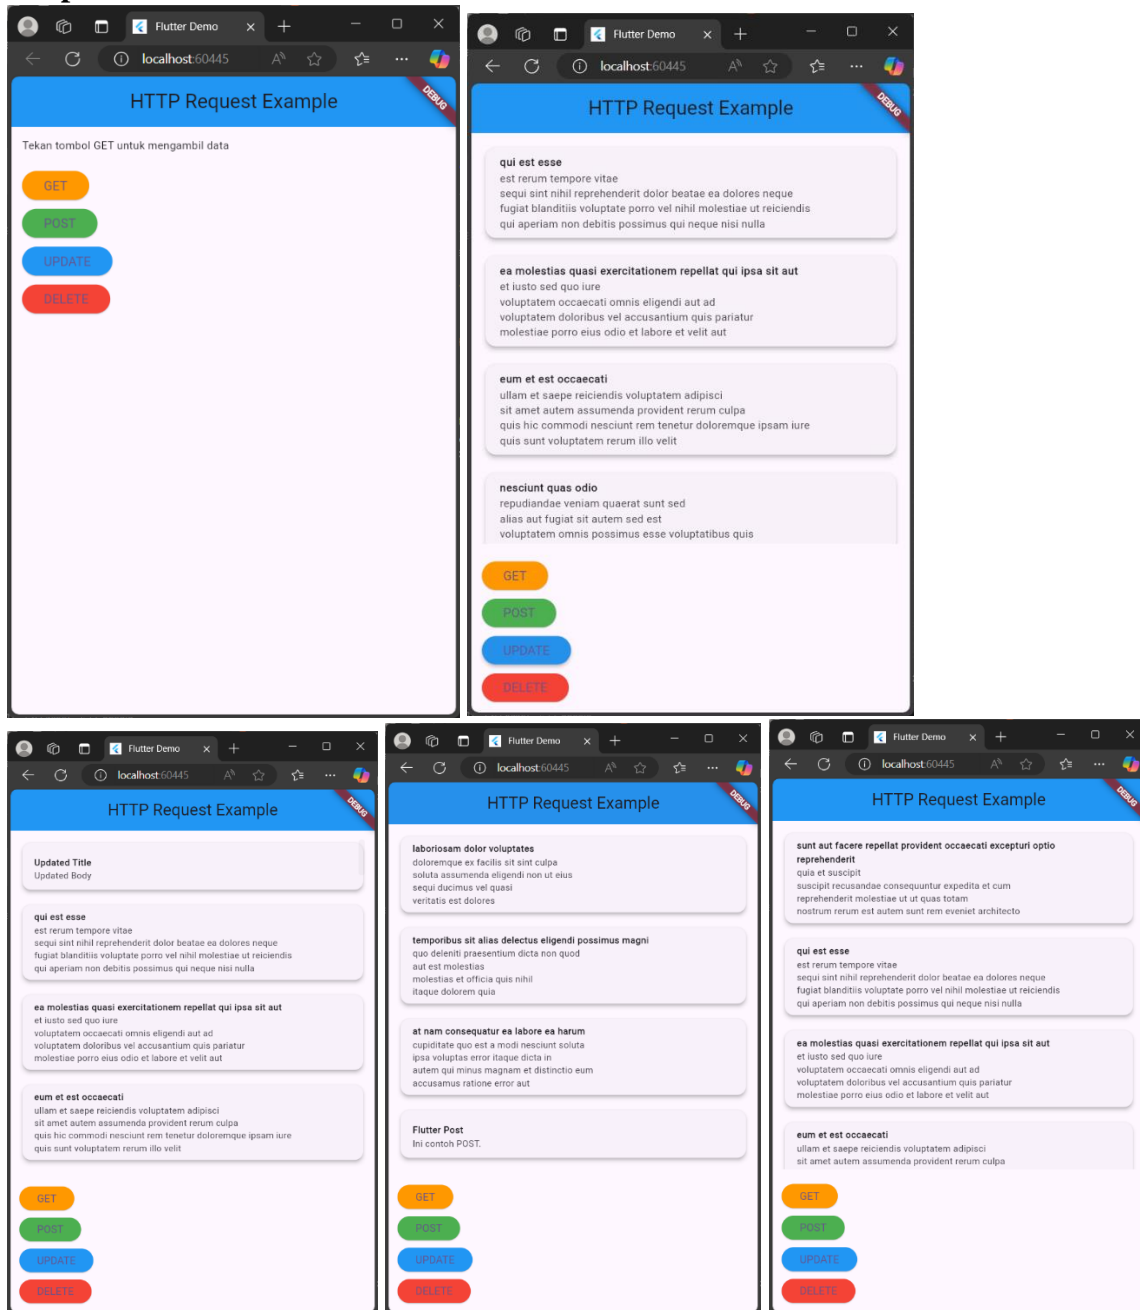 Flutter Demo
localhost:60445
HTTP Request Example
DEBUG
Tekan tombol GET untuk mengambil data
GET
POST
UPDATE
DELETE
Flutter Demo
localhost:60445
HTTP Request Example
DEBUG
qui est esse
est rerum tempore vitae
sequi sint nihil reprehenderit dolor beatae ea dolores neque
fugiat blanditiis voluptate porro vel nihil molestiae ut reiciendis
qui aperiam non debitis possimus qui neque nisi nulla
ea molestias quasi exercitationem repellat qui ipsa sit aut
et iusto sed quo iure
voluptatem occaecati omnis eligendi aut ad
voluptatem doloribus vel accusantium quis pariatur
molestiae porro eius odio et labore et velit aut
eum et est occaecati
ullam et saepe reiciendis voluptatem adipisci
sit amet autem assumenda provident rerum culpa
quis hic commodi nesciunt rem tenetur doloremque ipsam iure
quis sunt voluptatem rerum illo velit
nesciunt quas odio
repudiandae veniam quaerat sunt sed
alias aut fugiat sit autem sed est
voluptatem omnis possimus esse voluptatibus quis
GET
POST
UPDATE
DELETE
Flutter Demo
localhost:60445
HTTP Request Example
DEBUG
Updated Title
Updated Body
qui est esse
est rerum tempore vitae
sequi sint nihil reprehenderit dolor beatae ea dolores neque
fugiat blanditiis voluptate porro vel nihil molestiae ut reiciendis
qui aperiam non debitis possimus qui neque nisi nulla
ea molestias quasi exercitationem repellat qui ipsa sit aut
et iusto sed quo iure
voluptatem occaecati omnis eligendi aut ad
voluptatem doloribus vel accusantium quis pariatur
molestiae porro eius odio et labore et velit aut
eum et est occaecati
ullam et saepe reiciendis voluptatem adipisci
sit amet autem assumenda provident rerum culpa
quis hic commodi nesciunt rem tenetur doloremque ipsam iure
quis sunt voluptatem rerum illo velit
GET
POST
UPDATE
DELETE
Flutter Demo
localhost:60445
HTTP Request Example
DEBUG
laboriosam dolor voluptates
doloremque ex facilis sit sint culpa
soluta assumenda eligendi non ut eius
sequi ducimus vel quasi
veritatis est dolores
temporibus sit alias delectus eligendi possimus magni
quo deleniti praesentium dicta non quod
aut est molestias
molestias et officia quis nihil
itaque dolorem quia
at nam consequatur ea labore ea harum
cupiditate quo est a modi nesciunt soluta
ipsa voluptas error itaque dicta in
autem qui minus magnam et distinctio eum
accusamus ratione error aut
Flutter Post
Ini contoh POST.
GET
POST
UPDATE
DELETE
Flutter Demo
localhost:60445
HTTP Request Example
DEBUG
sunt aut facere repellat provident occaecati excepturi optio
reprehenderit
quia et suscipit
suscipit recusandae consequuntur expedita et cum
reprehenderit molestiae ut ut quas totam
nostrum rerum est autem sunt rem eveniet architecto
qui est esse
est rerum tempore vitae
sequi sint nihil reprehenderit dolor beatae ea dolores neque
fugiat blanditiis voluptate porro vel nihil molestiae ut reiciendis
qui aperiam non debitis possimus qui neque nisi nulla
ea molestias quasi exercitationem repellat qui ipsa sit aut
et iusto sed quo iure
voluptatem occaecati omnis eligendi aut ad
voluptatem doloribus vel accusantium quis pariatur
molestiae porro eius odio et labore et velit aut
eum et est occaecati
ullam et saepe reiciendis voluptatem adipisci
sit amet autem assumenda provident rerum culpa
GET
POST
UPDATE
DELETE